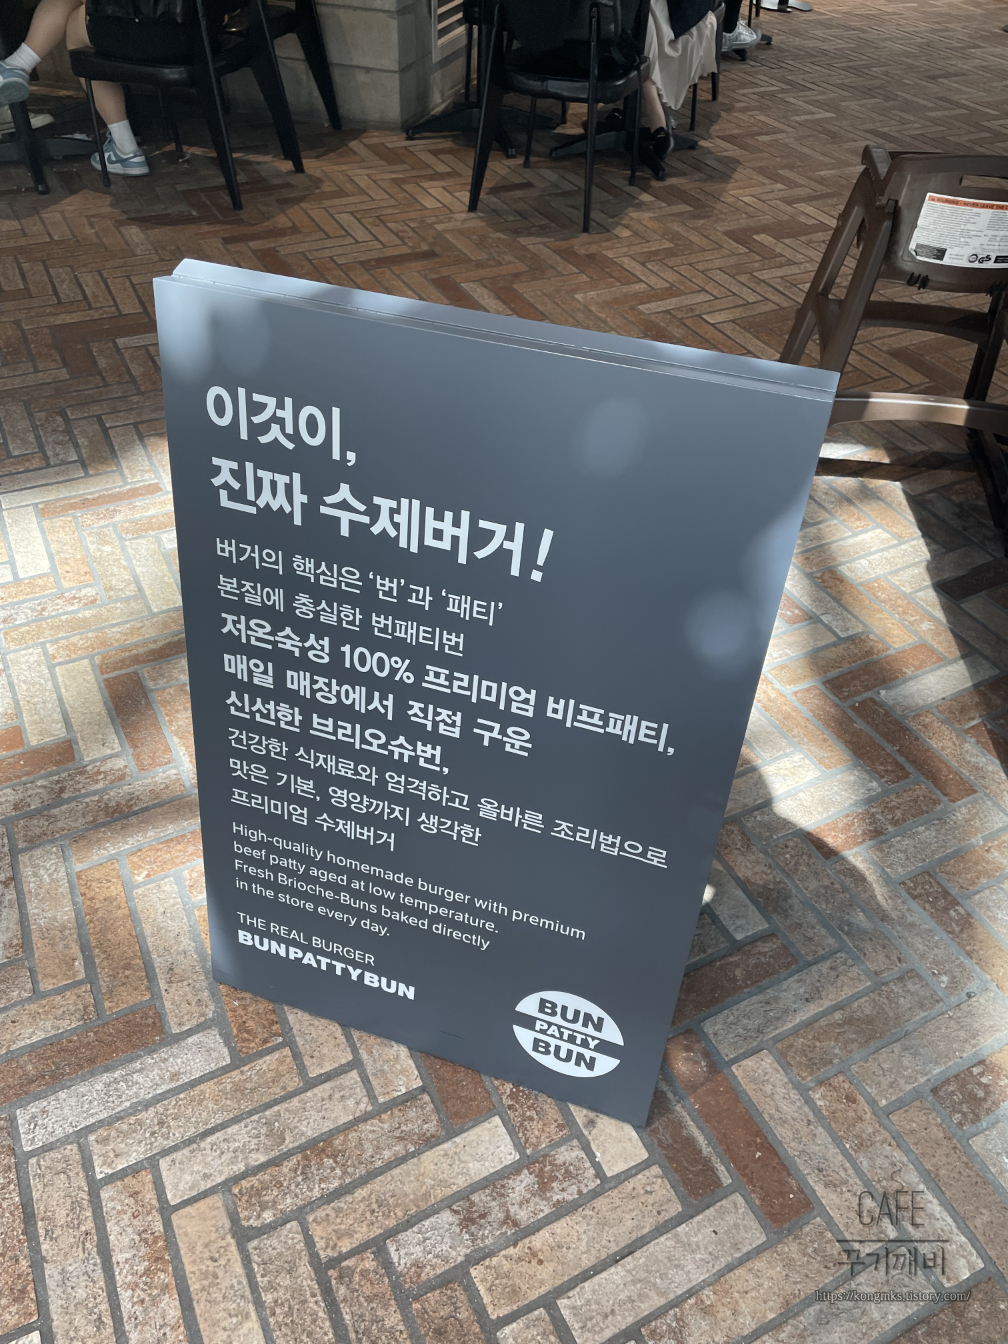 이것이,
진짜 수제버거!
버거의 핵심은 ‘번’과 ‘패티’
본질에 충실한 번패티번
저온숙성 100% 프리미엄 비프패티,
매일 매장에서 직접 구운
신선한 브리오슈번,
건강한 식재료와 엄격하고 올바른 조리법으로
맛은 기본, 영양까지 생각한
프리미엄 수제버거
High-quality homemade burger with premium
beef patty aged at low temperature.
Fresh Brioche-Buns baked directly
in the store every day.
THE REAL BURGER
BUNPATTYBUN
BUN
PATTY
BUN
CAFE
꾸기깨비
https://kongmks.tistory.com/